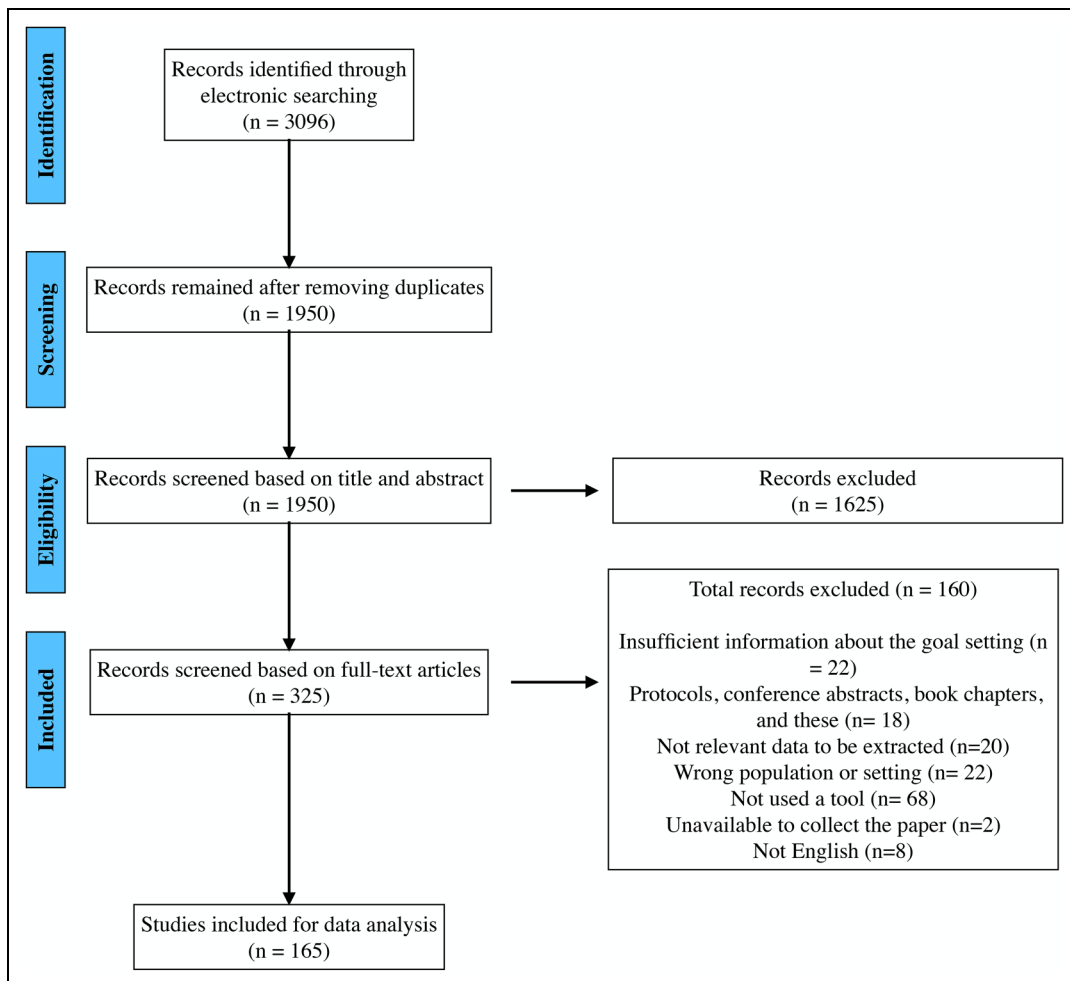 Identification
Records identified through
electronic searching
(n = 3096)
Screening
Records remained after removing duplicates
(n = 1950)
Eligibility
Records screened based on title and abstract
(n = 1950)
Records excluded
(n = 1625)
Included
Records screened based on full-text articles
(n = 325)
Total records excluded (n = 160)
Insufficient information about the goal setting (n
= 22)
Protocols, conference abstracts, book chapters,
and these (n= 18)
Not relevant data to be extracted (n=20)
Wrong population or setting (n= 22)
Not used a tool (n= 68)
Unavailable to collect the paper (n=2)
Not English (n=8)
Studies included for data analysis
(n = 165)